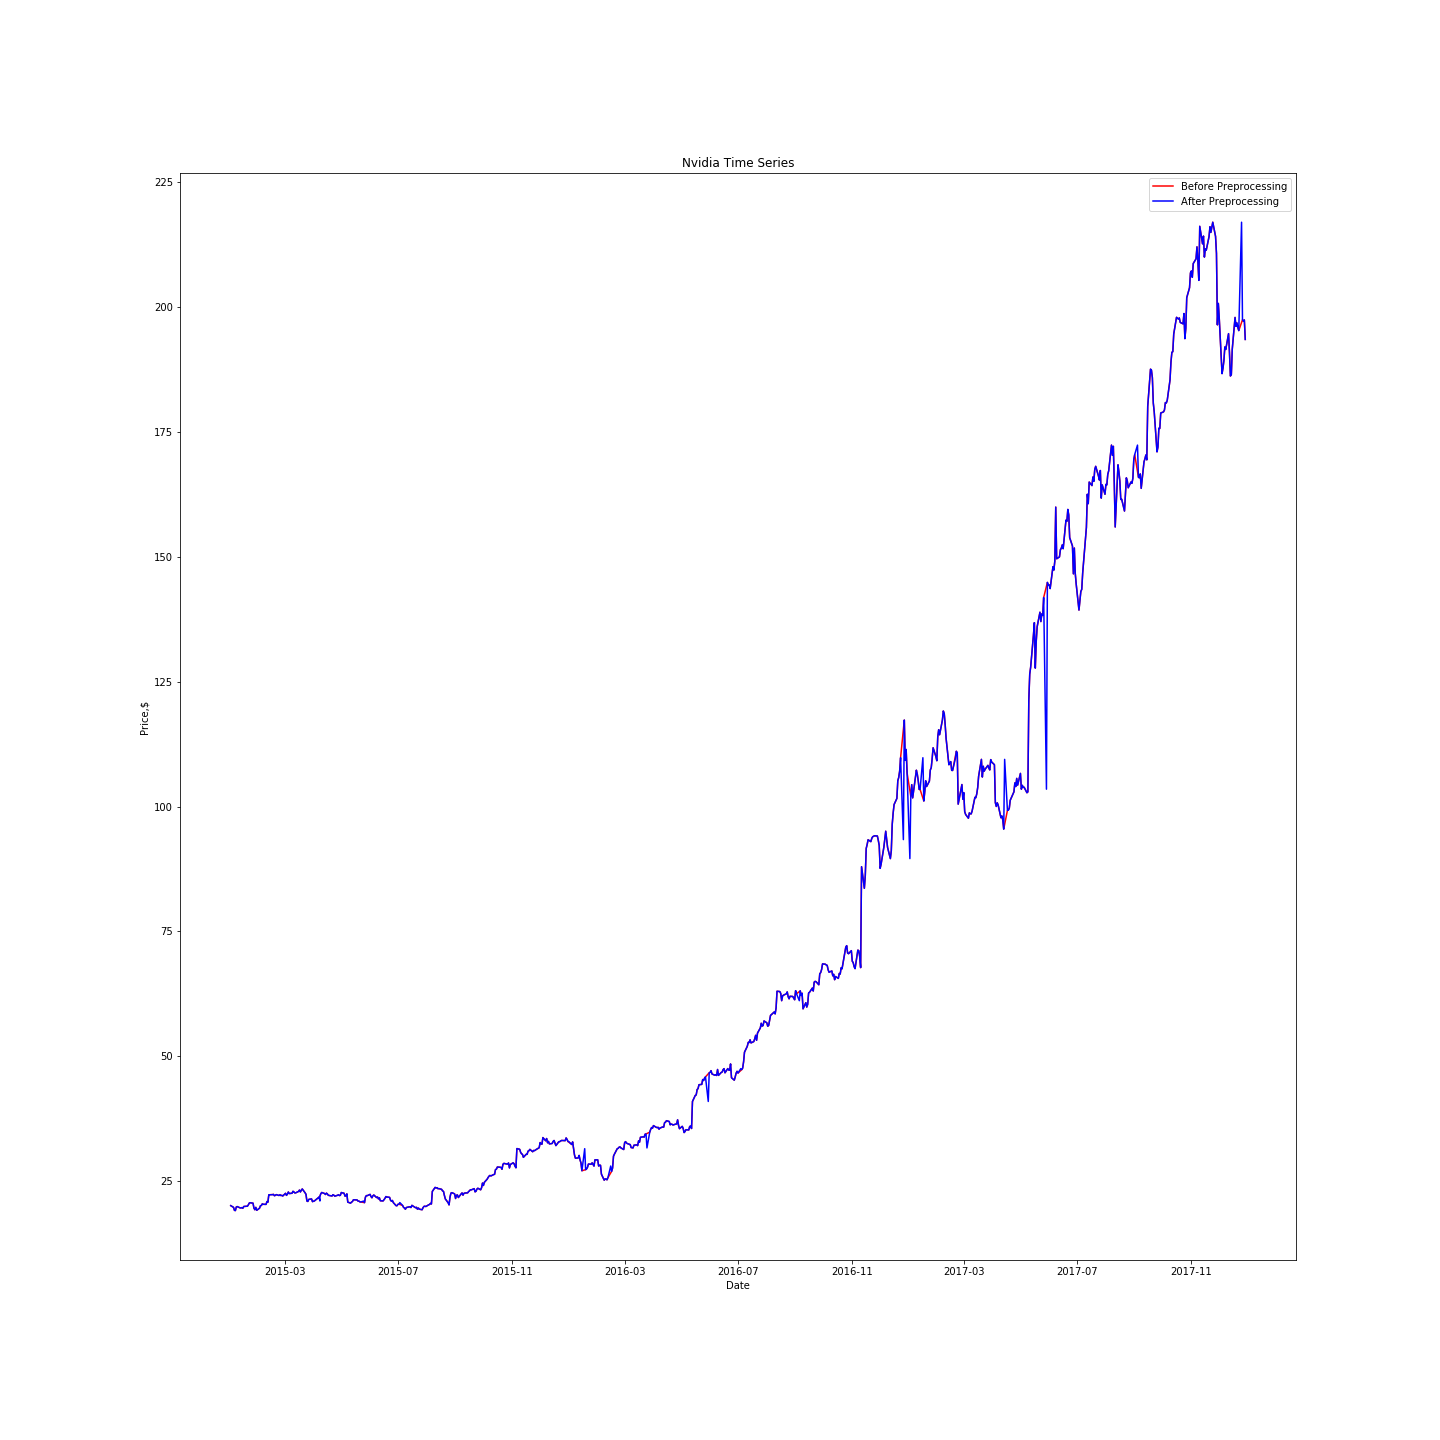 Nvidia Time Series
Before Preprocessing
After Preprocessing
225
200
175
150
125
100
75
50
25
Price,$
2015-03 2015-07 2015-11 2016-03 2016-07 2016-11 2017-03 2017-07 2017-11
Date